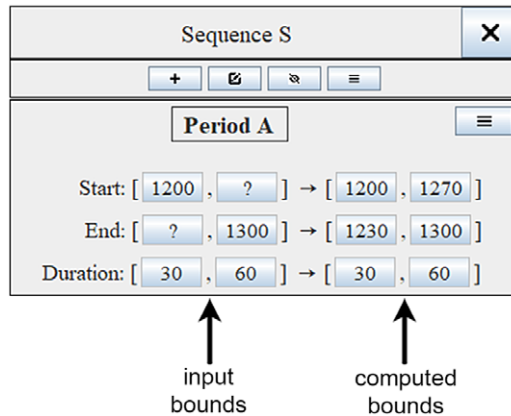 Sequence S
Period A
Start: [ 1200 , ? ] → [ 1200 , 1270 ]
End: [ ? , 1300 ] → [ 1230 , 1300 ]
Duration: [ 30 , 60 ] → [ 30 , 60 ]
input computed
bounds bounds